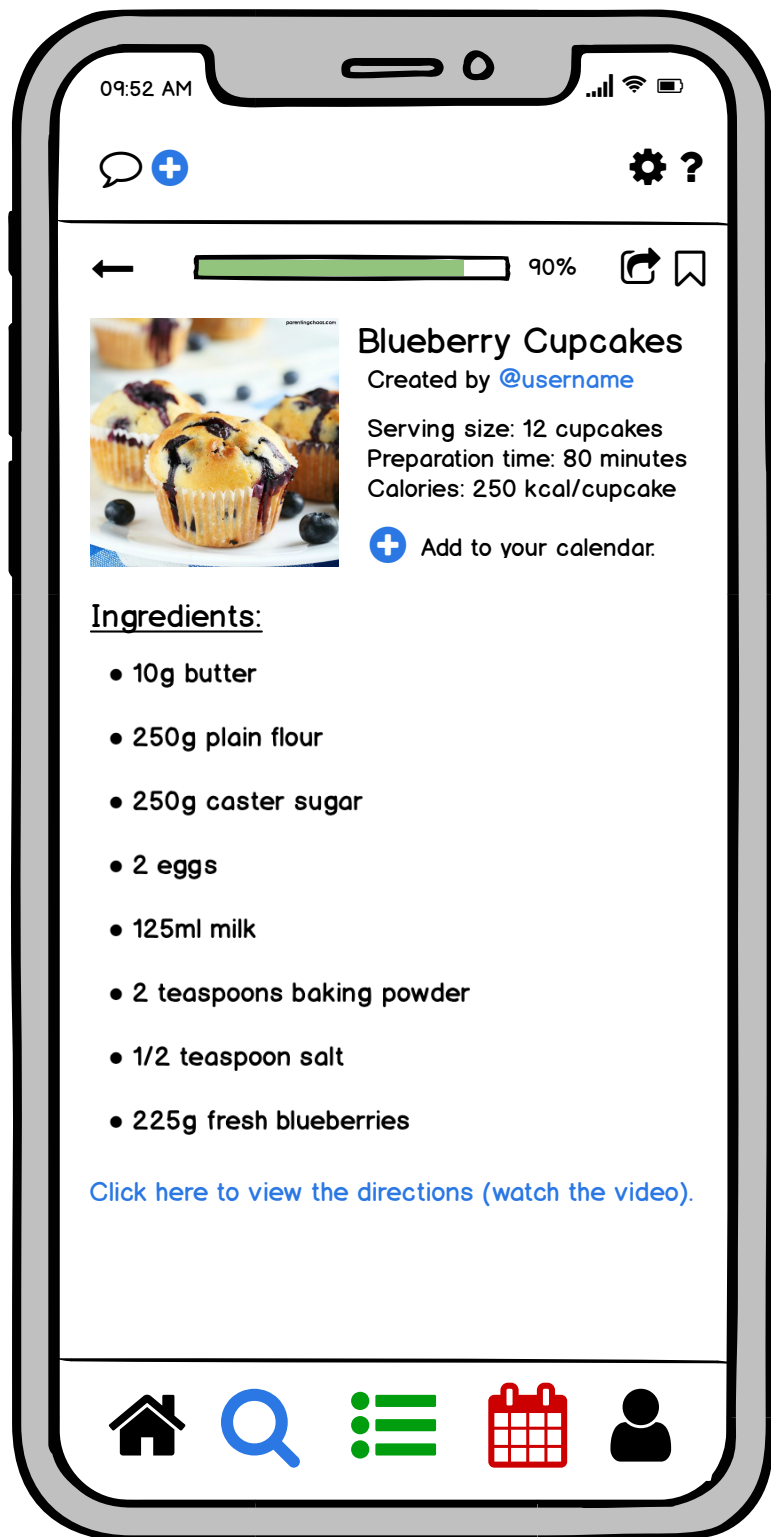 09:52 AM
?
90%
parentingchaos.com
Blueberry Cupcakes
Created by @username
Serving size: 12 cupcakes
Preparation time: 80 minutes
Calories: 250 kcal/cupcake
Add to your calendar.
Ingredients:
• 10g butter
• 250g plain flour
• 250g caster sugar
• 2 eggs
• 125ml milk
• 2 teaspoons baking powder
• 1/2 teaspoon salt
• 225g fresh blueberries
Click here to view the directions (watch the video).